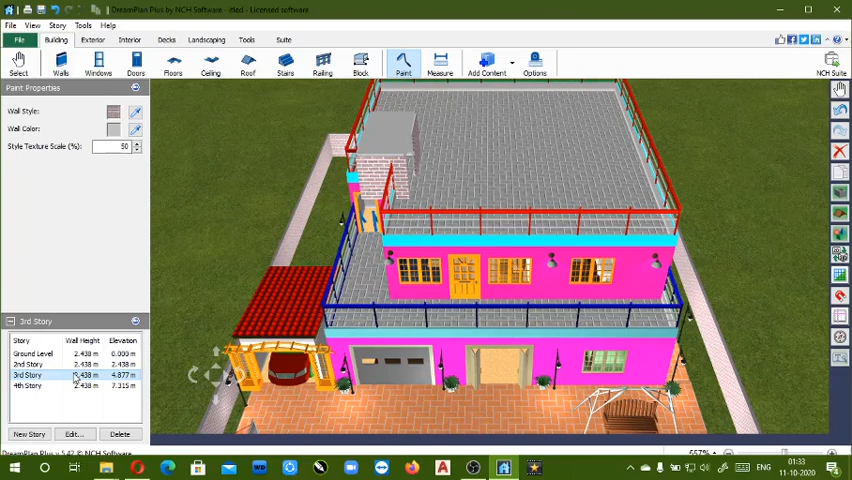 DreamPlan Plus by NCH Software - itled - Licensed software
File View Story Tools Help
File Building Exterior Interior Decks Landscaping Tools Suite
Select Walls Windows Doors Floors Ceiling Roof Stairs Railing Block Paint Measure Add Content Options NCH Suite
Paint Properties
Wall Style:
Wall Color:
Style Texture Scale (%): 50
3rd Story
Story Wall Height Elevation
Ground Level 2.438 m 0.000 m
2nd Story 2.438 m 2.438 m
3rd Story 2.438 m 4.877 m
4th Story 2.438 m 7.315 m
New Story Edit... Delete
DreamPlan Plus v 5.42 © NCH Software
557%
ENG
01:33
11-10-2020